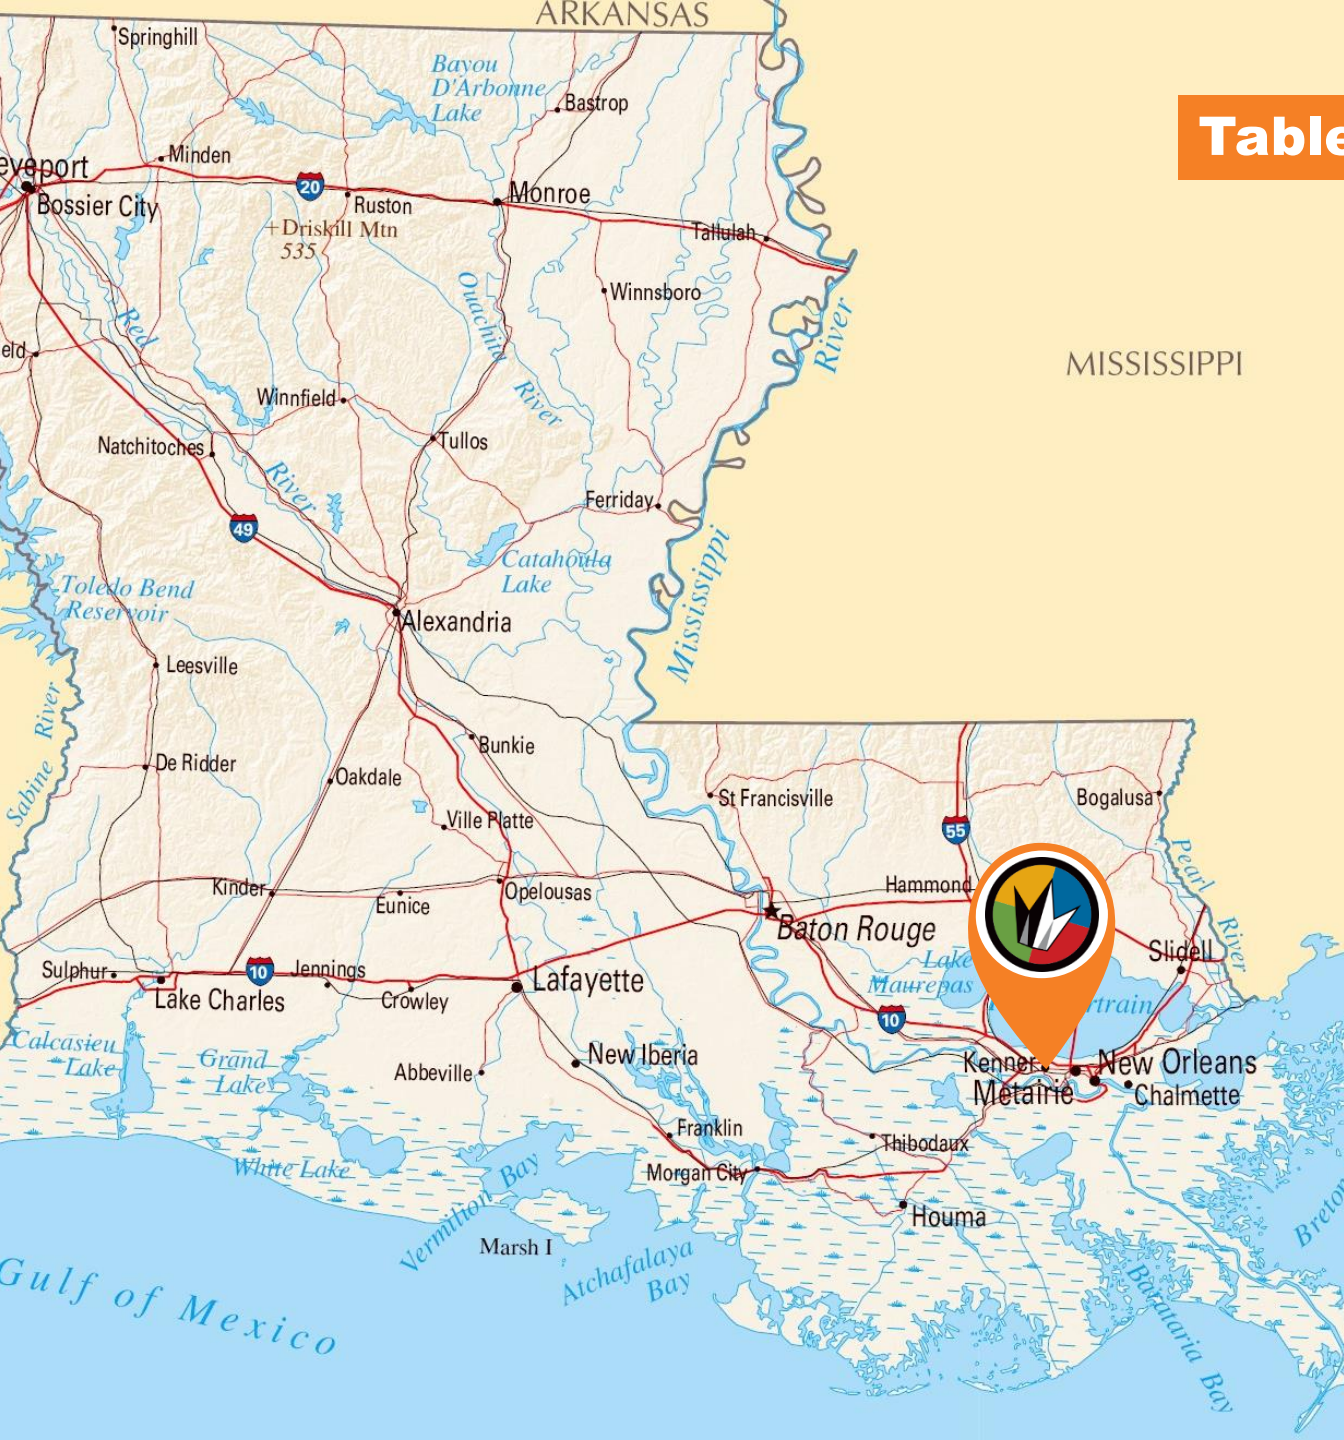 ARKANSAS
Springhill
Bayou
D'Arbonne
Lake
Bastrop
Table
Minden
eveport
20
Monroe
Bossier City
Ruston
+Driskill Mtn
535
Tallulah
Ouachita
Winnsboro
Red
River
eld
MISSISSIPPI
Winnfield
River
Natchitoches
Tullos
River
Ferriday
49
Mississippi
Catahoula
Lake
Toledo Bend
Reservoir
Alexandria
Leesville
Sabine River
Bunkie
De Ridder
Oakdale
St Francisville
Bogalusa
Ville Platte
55
Pearl
River
Kinder
Eunice
Opelousas
Hammond
Baton Rouge
Slidell
Sulphur
10
Jennings
Lafayette
Lake
Maurepas
Lake Charles
Crowley
rtrain
10
Calcasieu
Lake
Grand
Lake
New Iberia
Abbeville
Kenner
New Orleans
Metairie
Chalmette
Franklin
Thibodaux
White Lake
Morgan City
Vermilion Bay
Houma
Marsh I
Atchafalaya
Bay
Breton
Barataria Bay
Gulf of Mexico